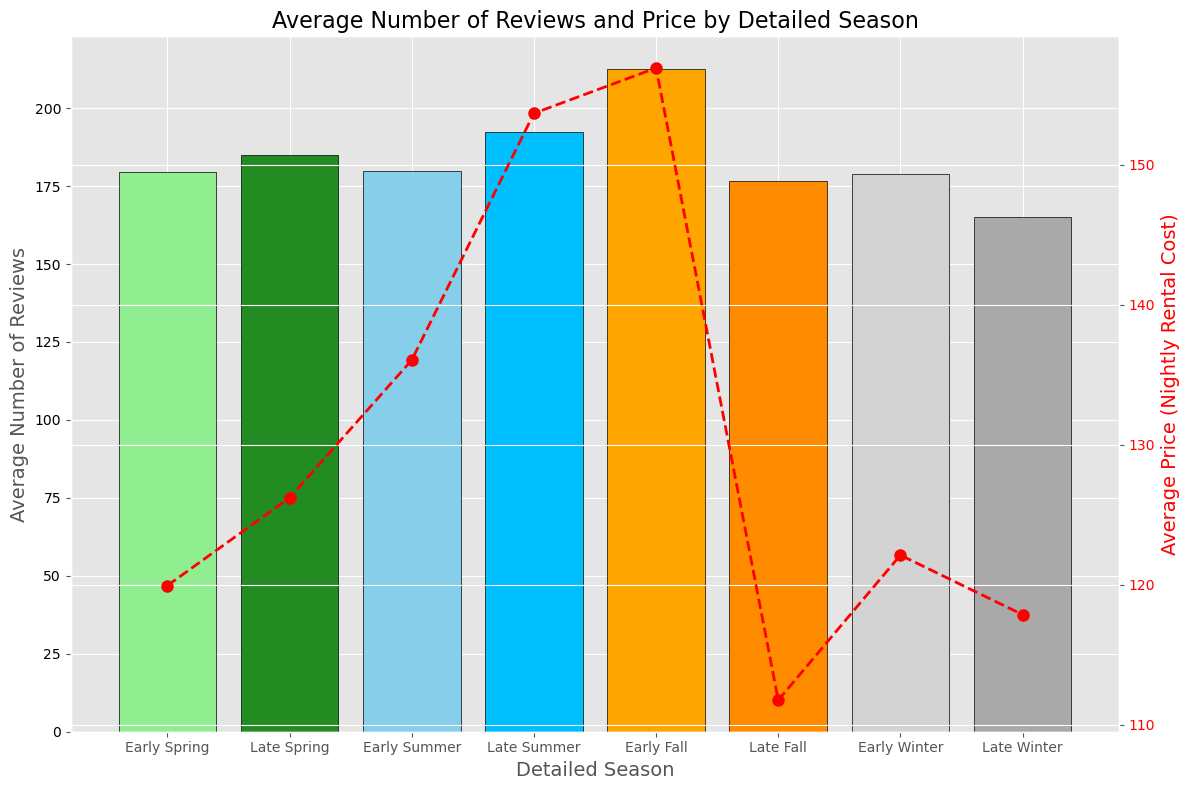 Average Number of Reviews and Price by Detailed Season
Average Number of Reviews
200
175
150
125
100
75
50
25
0
150
140
130
120
110
Average Price (Nightly Rental Cost)
Early Spring Late Spring Early Summer Late Summer Early Fall Late Fall Early Winter Late Winter
Detailed Season